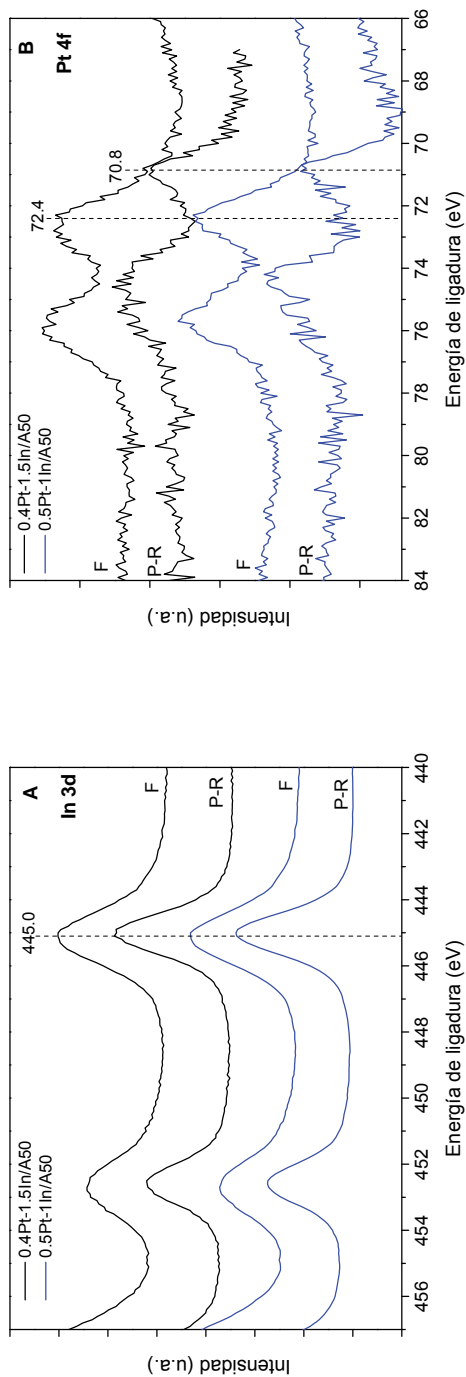 A
In 3d
445.0
0.4Pt-1.5In/A50
0.5Pt-1In/A50
F
P-R
F
P-R
456 454 452 450 448 446 444 442 440
Energía de ligadura (eV)
Intensidad (u.a.)
B
Pt 4f
72.4
70.8
0.4Pt-1.5In/A50
0.5Pt-1In/A50
F
P-R
F
P-R
84 82 80 78 76 74 72 70 68 66
Energía de ligadura (eV)
Intensidad (u.a.)